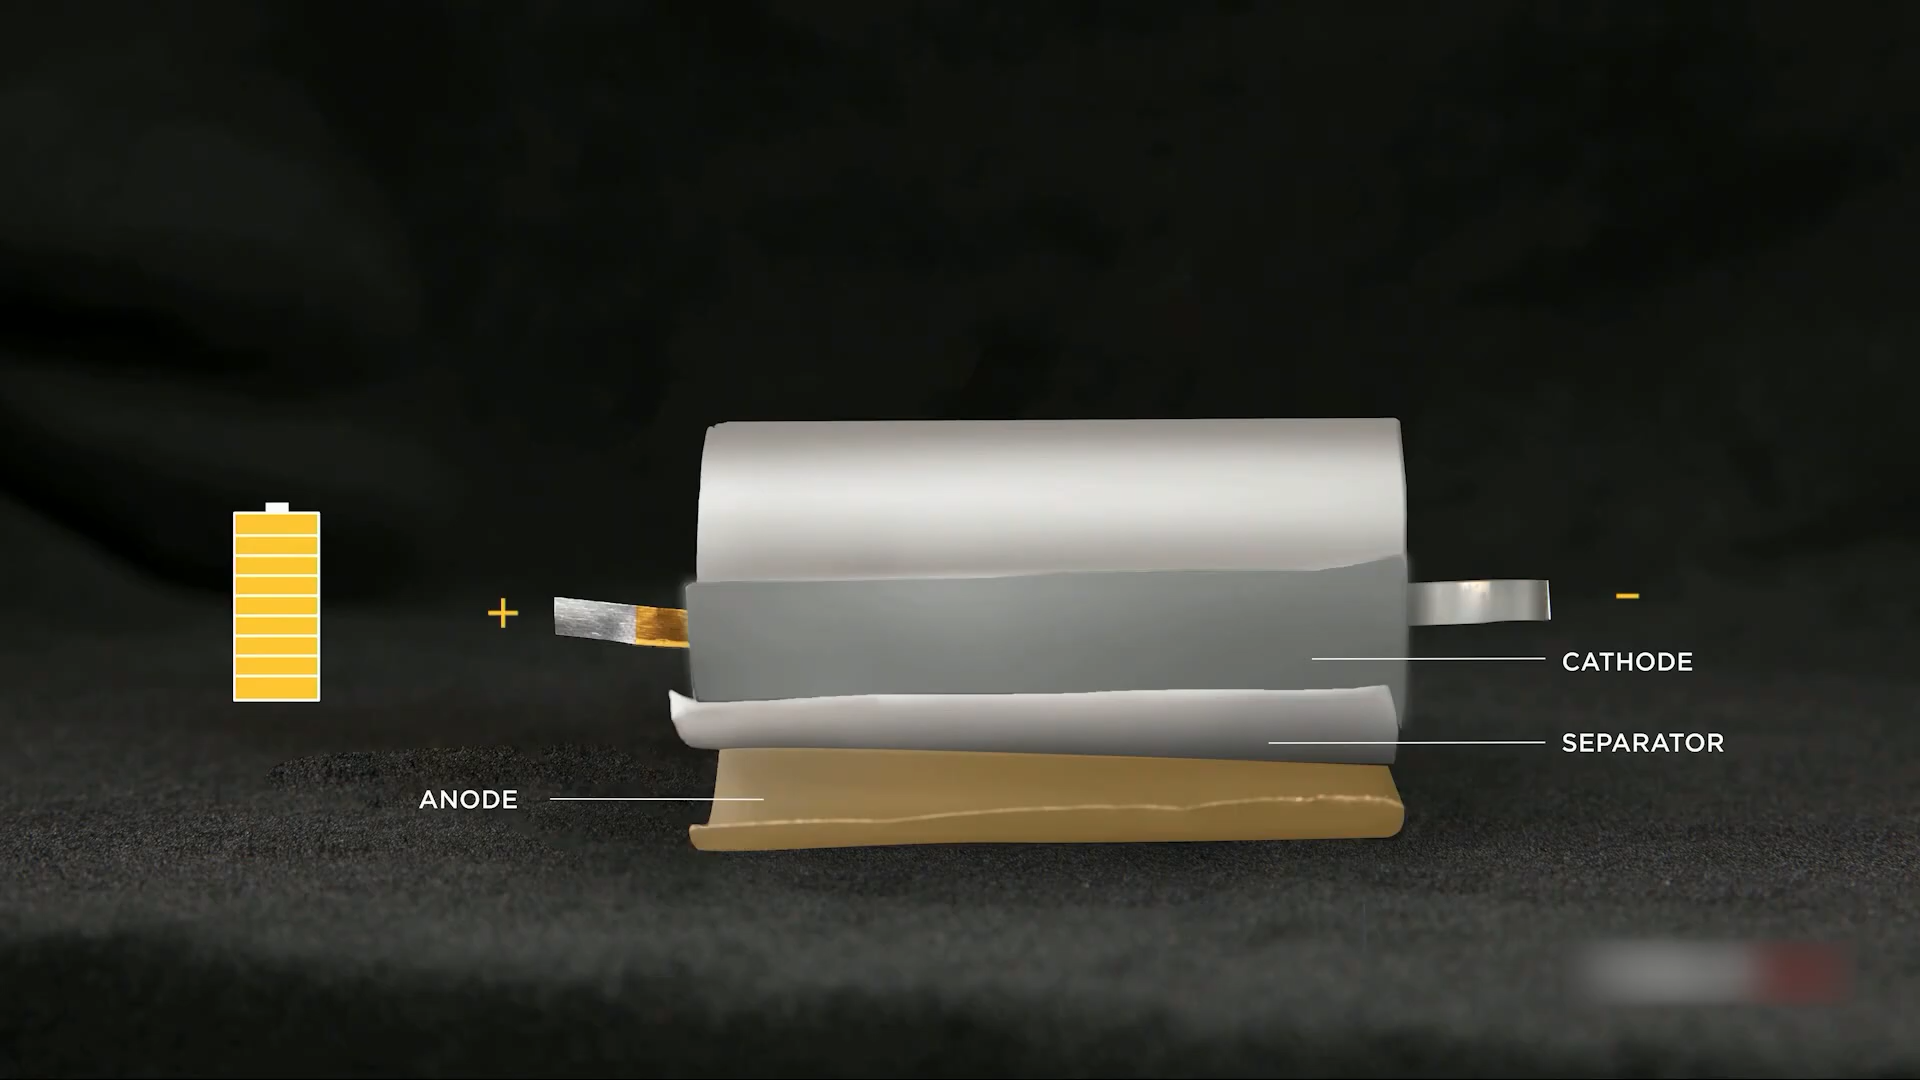 +
−
CATHODE
SEPARATOR
ANODE